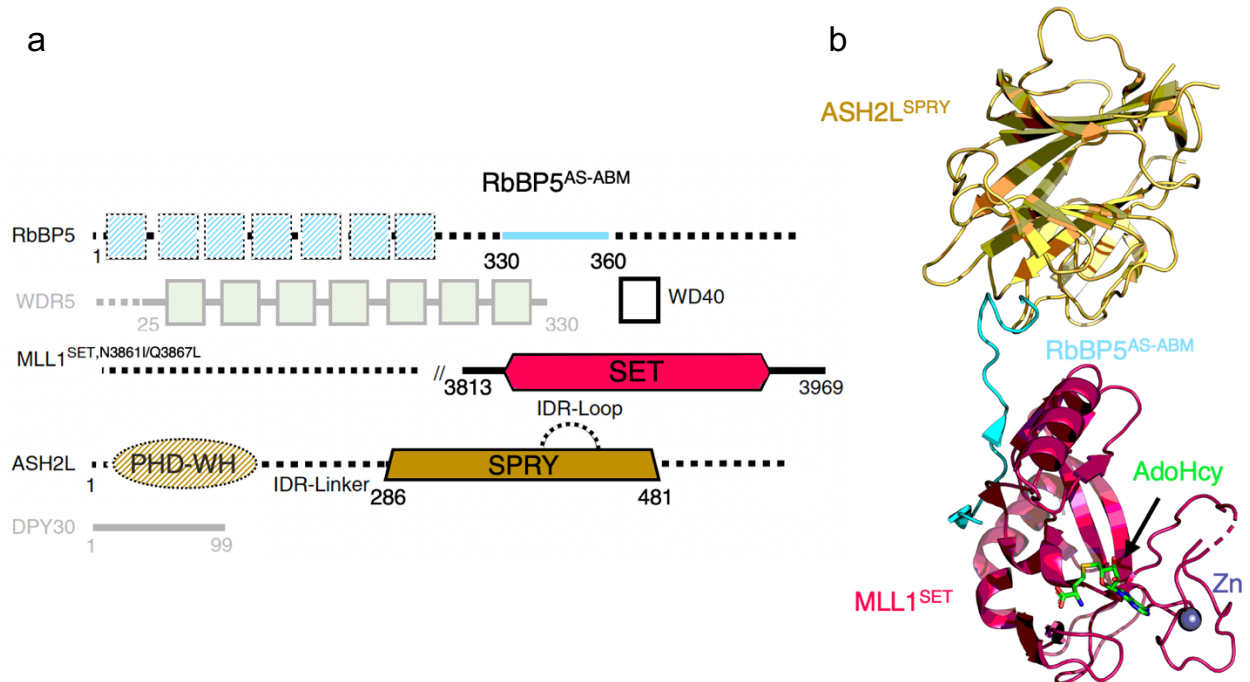 a
b
RbBP5AS-ABM
RbBP5
1
330
360
WDR5
25
330
WD40
MLL1SET,N3861I/Q3867L
//
3813
SET
3969
IDR-Loop
ASH2L
1
PHD-WH
IDR-Linker
SPRY
286
481
DPY30
1
99
ASH2LSPRY
RbBP5AS-ABM
AdoHcy
MLL1SET
Zn